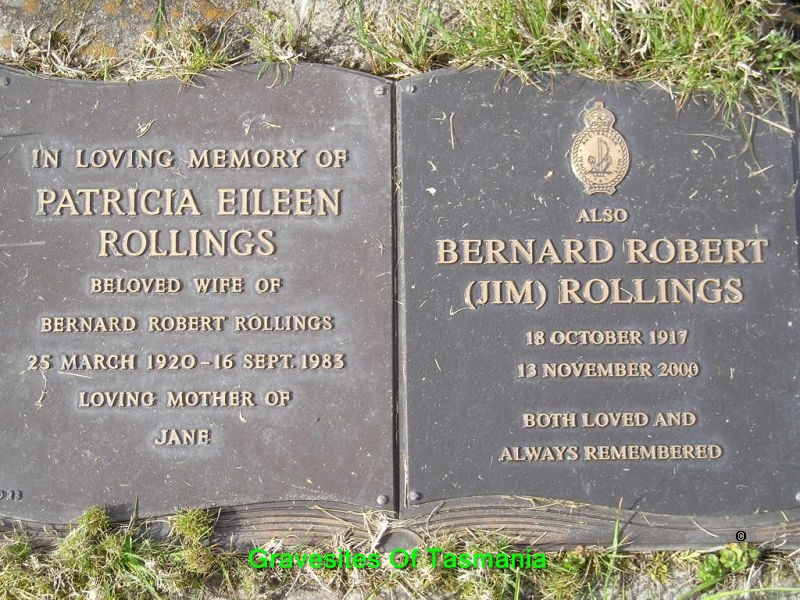 IN LOVING MEMORY OF
PATRICIA EILEEN
ROLLINGS
BELOVED WIFE OF
BERNARD ROBERT ROLLINGS
25 MARCH 1920 - 16 SEPT. 1983
LOVING MOTHER OF
JANE
ALSO
BERNARD ROBERT
(JIM) ROLLINGS
18 OCTOBER 1917
13 NOVEMBER 2000
BOTH LOVED AND
ALWAYS REMEMBERED
©
Gravesites Of Tasmania